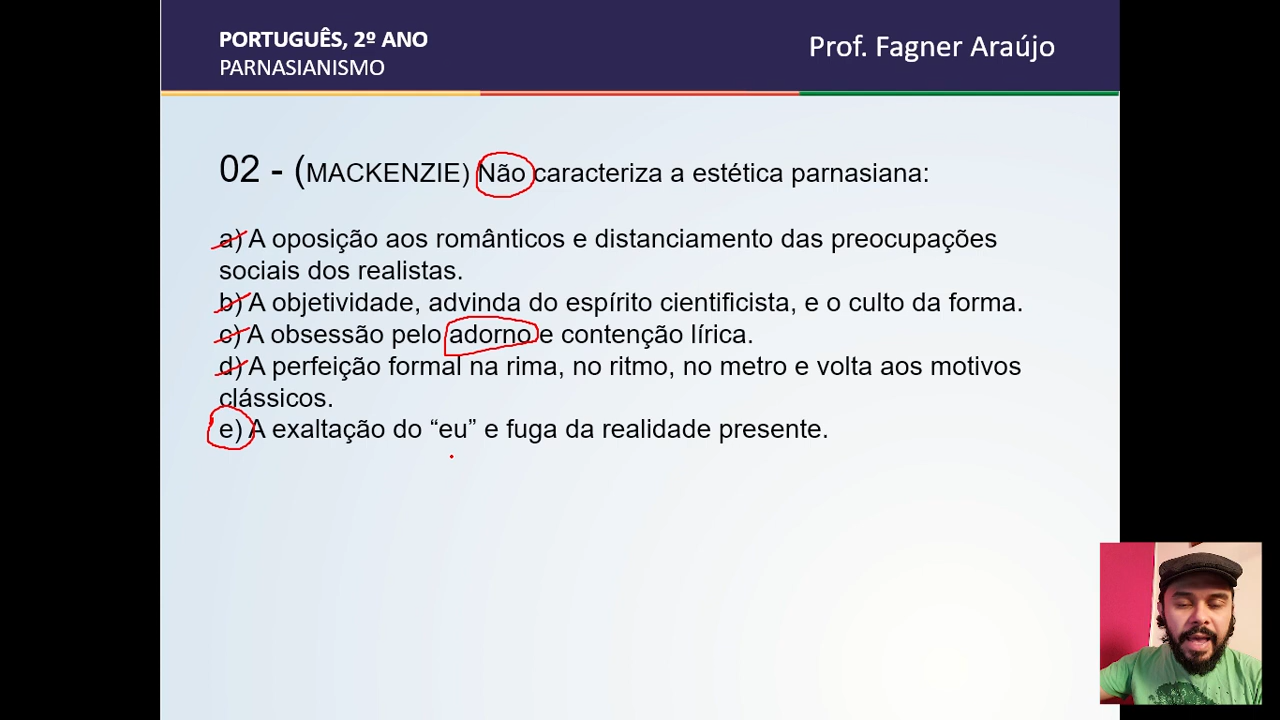 PORTUGUÊS, 2º ANO
PARNASIANISMO
Prof. Fagner Araújo
02 - (MACKENZIE) Não caracteriza a estética parnasiana:
a) A oposição aos românticos e distanciamento das preocupações
sociais dos realistas.
b) A objetividade, advinda do espírito cientificista, e o culto da forma.
c) A obsessão pelo adorno e contenção lírica.
d) A perfeição formal na rima, no ritmo, no metro e volta aos motivos
clássicos.
e) A exaltação do “eu” e fuga da realidade presente.